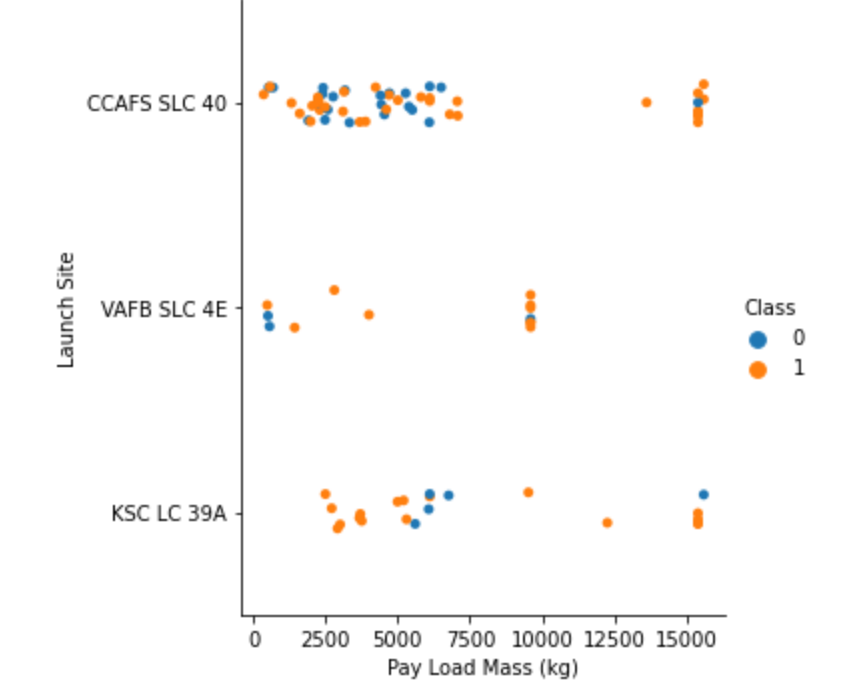 CCAFS SLC 40
VAFB SLC 4E
KSC LC 39A
Launch Site
0 2500 5000 7500 10000 12500 15000
Pay Load Mass (kg)
Class
0
1